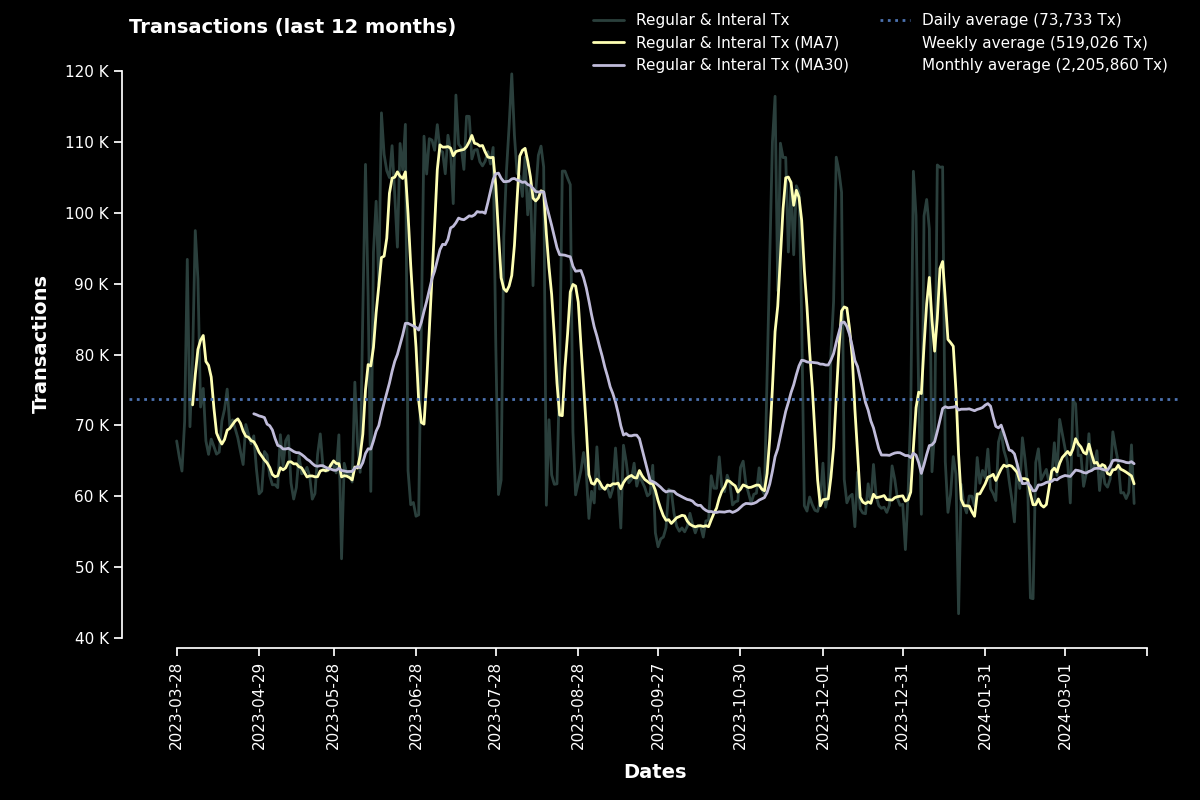 Transactions (last 12 months)
Regular & Interal Tx
Regular & Interal Tx (MA7)
Regular & Interal Tx (MA30)
Daily average (73,733 Tx)
Weekly average (519,026 Tx)
Monthly average (2,205,860 Tx)
Transactions
120 K
110 K
100 K
90 K
80 K
70 K
60 K
50 K
40 K
2023-03-28
2023-04-29
2023-05-28
2023-06-28
2023-07-28
2023-08-28
2023-09-27
2023-10-30
2023-12-01
2023-12-31
2024-01-31
2024-03-01
Dates